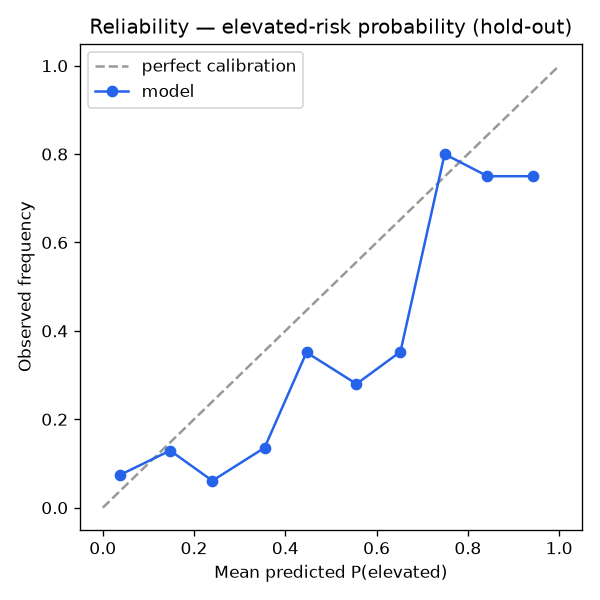 Reliability — elevated-risk probability (hold-out)
perfect calibration
model
1.0
0.8
0.6
0.4
0.2
0.0
Observed frequency
0.0 0.2 0.4 0.6 0.8 1.0
Mean predicted P(elevated)